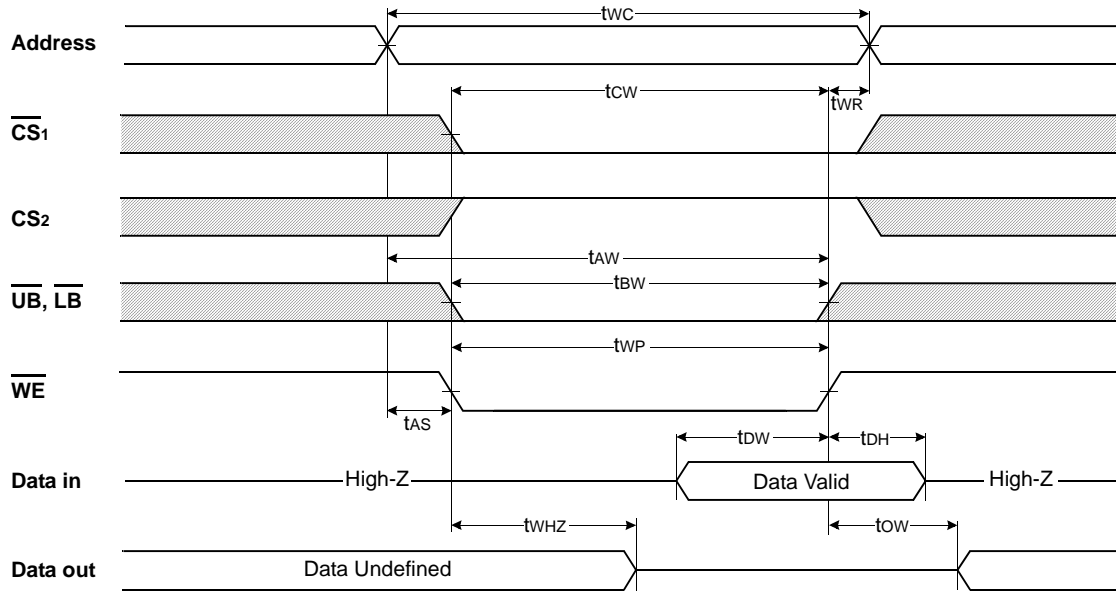 tWC
Address
tCW
tWR
CS1
CS2
tAW
tBW
UB, LB
tWP
WE
tAS
tDW
tDH
Data in
High-Z
Data Valid
High-Z
tWHZ
tOW
Data out
Data Undefined